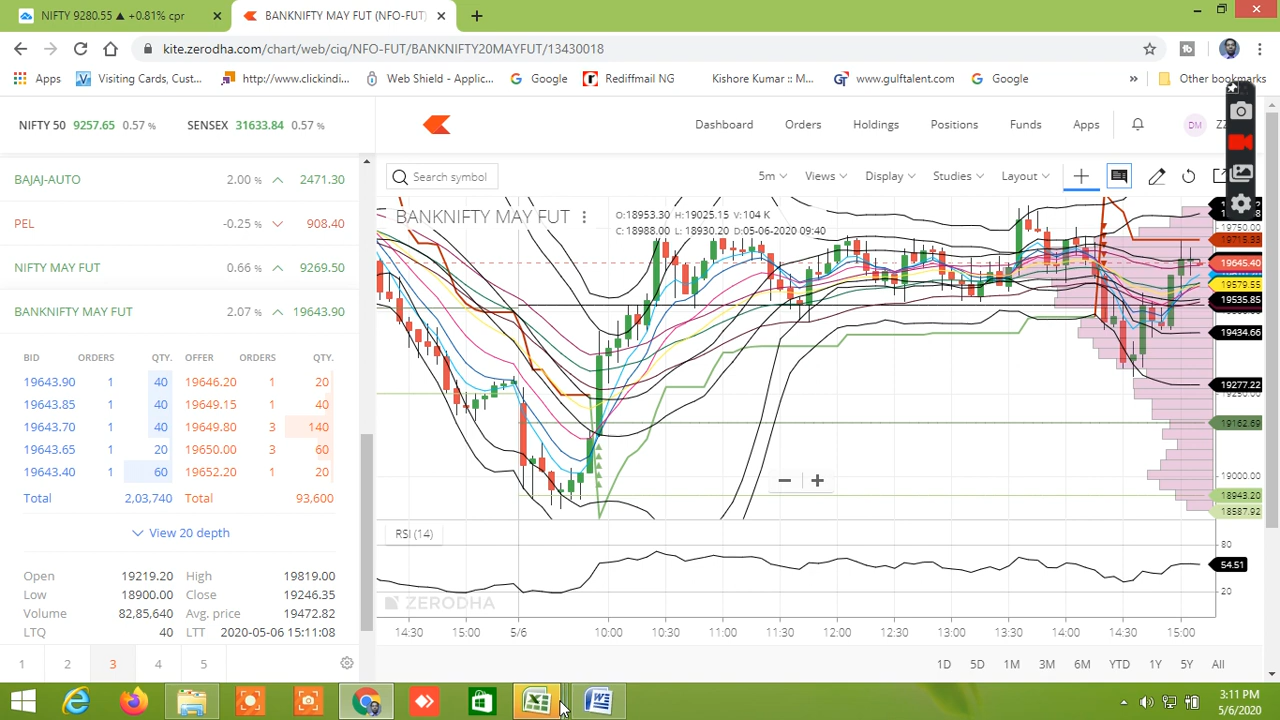 NIFTY 9280.55 ▲ +0.81% cpr
BANKNIFTY MAY FUT (NFO-FUT)
kite.zerodha.com/chart/web/ciq/NFO-FUT/BANKNIFTY20MAYFUT/13430018
Apps Visiting Cards, Cust... http://www.clickindi... Web Shield - Applic... Google Rediffmail NG Kishore Kumar :: M... www.gulftalent.com Google » Other bookmarks
NIFTY 50 9257.65 0.57 % SENSEX 31633.84 0.57 %
Dashboard Orders Holdings Positions Funds Apps DM
BAJAJ-AUTO 2.00 % 2471.30
PEL -0.25 % 908.40
NIFTY MAY FUT 0.66 % 9269.50
BANKNIFTY MAY FUT 2.07 % 19643.90
BID ORDERS QTY. OFFER ORDERS QTY.
19643.90 1 40 19646.20 1 20
19643.85 1 40 19649.15 1 40
19643.70 1 40 19649.80 3 140
19643.65 1 20 19650.00 3 60
19643.40 1 60 19652.20 1 20
Total 2,03,740 Total 93,600
View 20 depth
Open 19219.20 High 19819.00
Low 18900.00 Close 19246.35
Volume 82,85,640 Avg. price 19472.82
LTQ 40 LTT 2020-05-06 15:11:08
1 2 3 4 5
Search symbol 5m Views Display Studies Layout
BANKNIFTY MAY FUT
O:18953.30 H:19025.15 V:104 K
C:18988.00 L:18930.20 D:05-06-2020 09:40
19750.00
19715.33
19645.40
19579.55
19535.85
19434.66
19277.22
19162.69
19000.00
18943.20
18587.92
RSI (14)
80
54.51
20
ZERODHA
14:30 15:00 5/6 10:00 10:30 11:00 11:30 12:00 12:30 13:00 13:30 14:00 14:30 15:00
1D 5D 1M 3M 6M YTD 1Y 5Y All
3:11 PM
5/6/2020